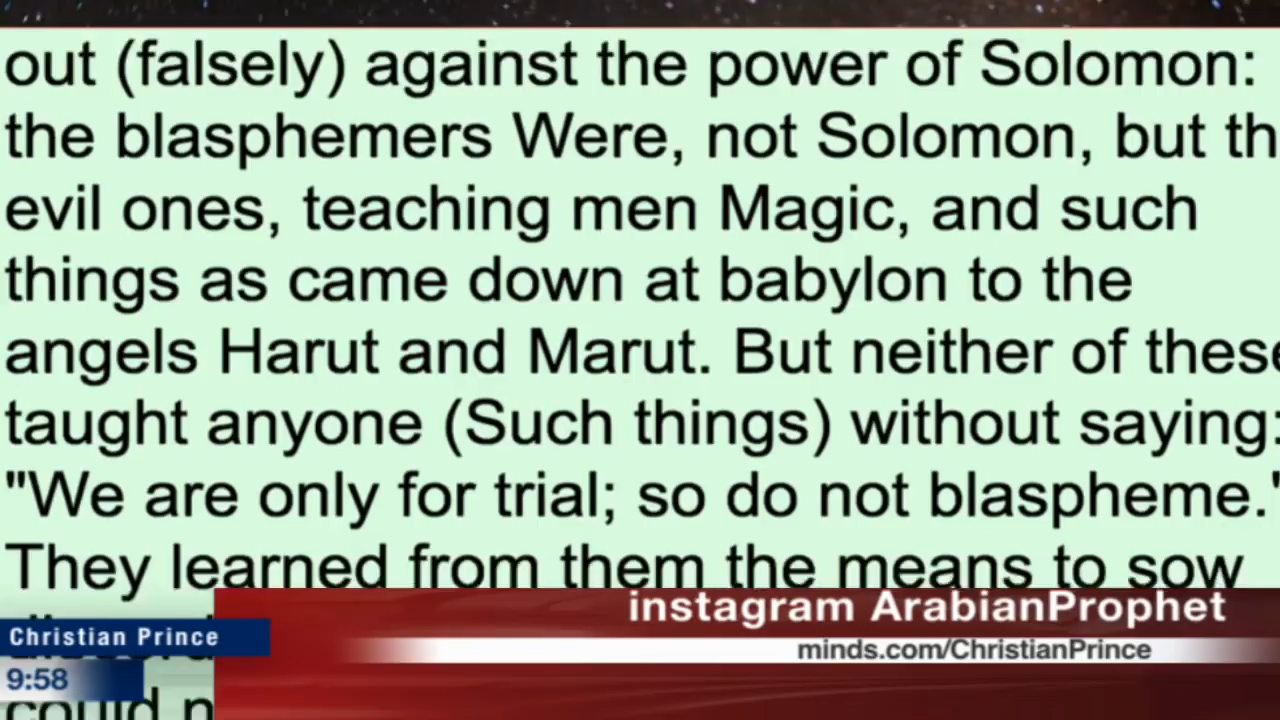 out (falsely) against the power of Solomon:
the blasphemers Were, not Solomon, but th
evil ones, teaching men Magic, and such
things as came down at babylon to the
angels Harut and Marut. But neither of these
taught anyone (Such things) without saying:
"We are only for trial; so do not blaspheme."
They learned from them the means to sow
instagram ArabianProphet
Christian Prince
minds.com/ChristianPrince
9:58
could n